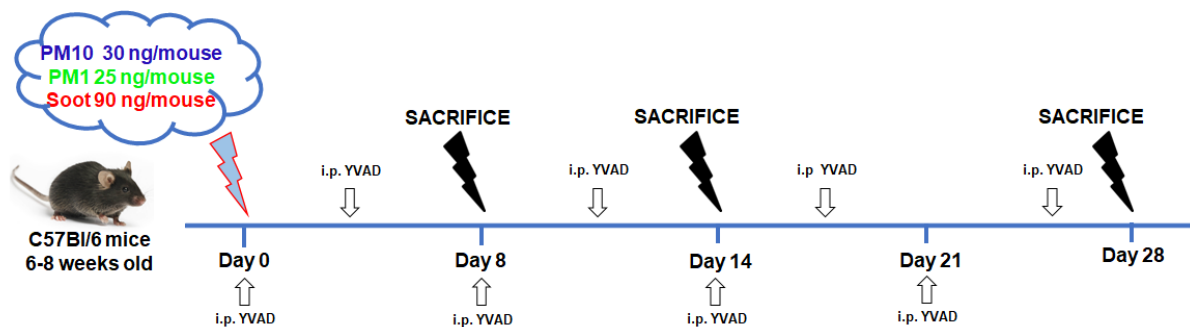 PM10 30 ng/mouse
PM1 25 ng/mouse
Soot 90 ng/mouse
SACRIFICE
SACRIFICE
SACRIFICE
i.p. YVAD
i.p. YVAD
i.p. YVAD
i.p. YVAD
C57Bl/6 mice
6-8 weeks old
Day 0
Day 8
Day 14
Day 21
Day 28
i.p. YVAD
i.p. YVAD
i.p. YVAD
i.p. YVAD